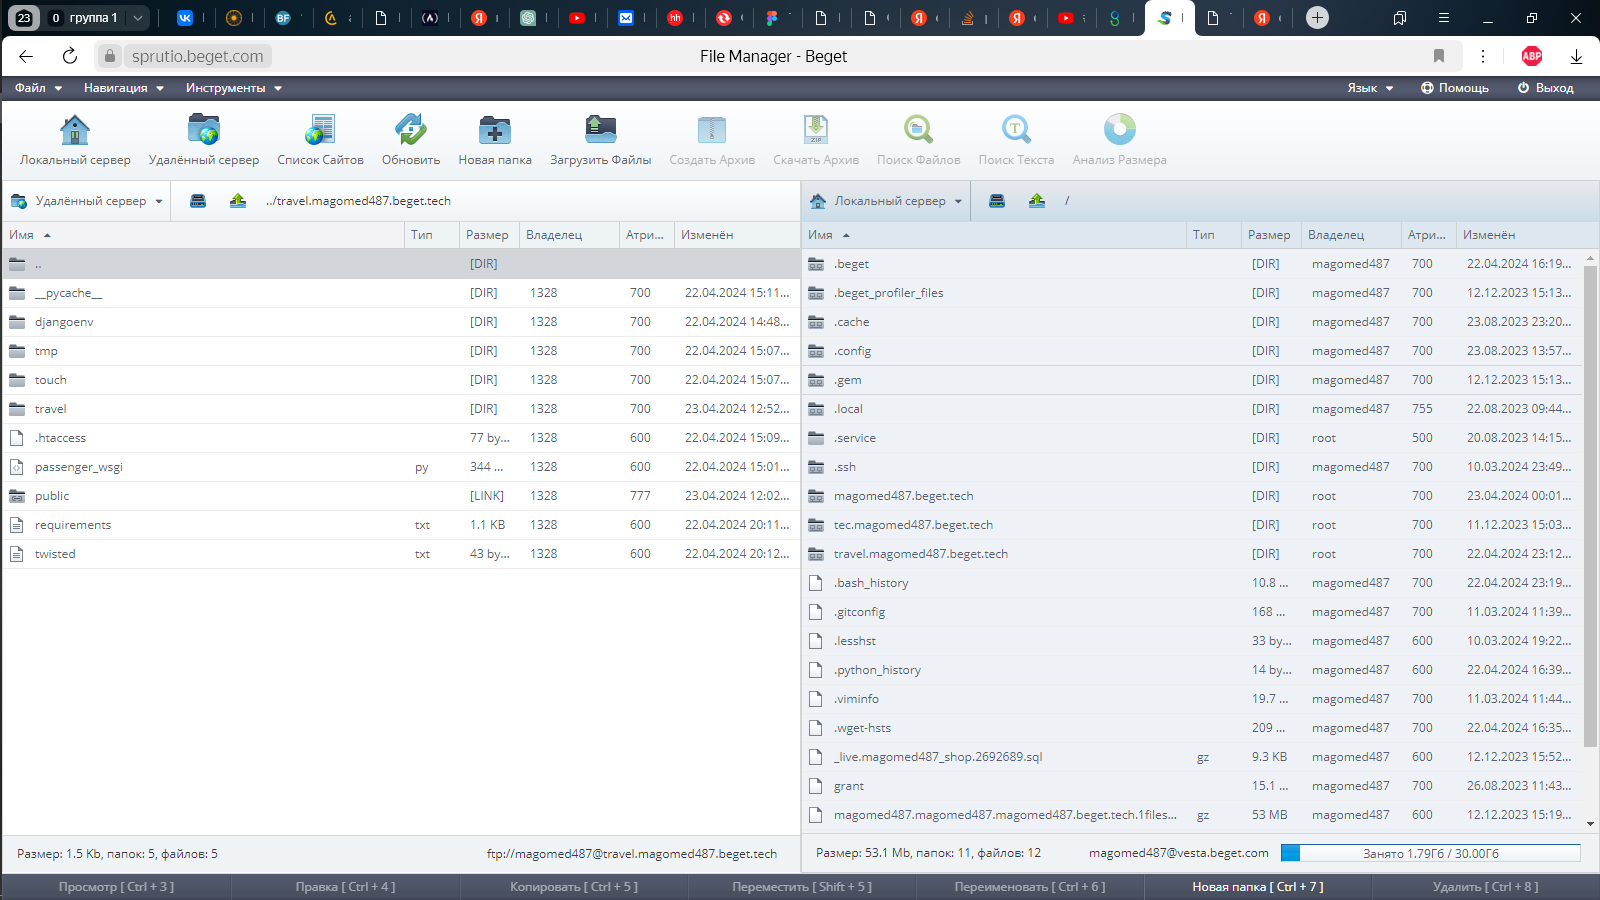 23 0 группа 1
BF
hh
sprutio.beget.com
File Manager - Beget
ABP
Файл Навигация Инструменты Язык Помощь Выход
Локальный сервер Удалённый сервер Список Сайтов Обновить Новая папка Загрузить Файлы Создать Архив Скачать Архив Поиск Файлов Поиск Текста Анализ Размера
Удалённый сервер ../travel.magomed487.beget.tech
Имя Тип Размер Владелец Атри... Изменён
.. [DIR]
__pycache__ [DIR] 1328 700 22.04.2024 15:11...
djangoenv [DIR] 1328 700 22.04.2024 14:48...
tmp [DIR] 1328 700 22.04.2024 15:07...
touch [DIR] 1328 700 22.04.2024 15:07...
travel [DIR] 1328 700 23.04.2024 12:52...
.htaccess 77 by... 1328 600 22.04.2024 15:09...
passenger_wsgi py 344 ... 1328 600 22.04.2024 15:01...
public [LINK] 1328 777 23.04.2024 12:02...
requirements txt 1.1 KB 1328 600 22.04.2024 20:11...
twisted txt 43 by... 1328 600 22.04.2024 20:12...
Размер: 1.5 Kb, папок: 5, файлов: 5 ftp://magomed487@travel.magomed487.beget.tech
Локальный сервер /
Имя Тип Размер Владелец Атри... Изменён
.beget [DIR] magomed487 700 22.04.2024 16:19...
.beget_profiler_files [DIR] magomed487 700 12.12.2023 15:13...
.cache [DIR] magomed487 700 23.08.2023 23:20...
.config [DIR] magomed487 700 23.08.2023 13:57...
.gem [DIR] magomed487 700 12.12.2023 15:13...
.local [DIR] magomed487 755 22.08.2023 09:44...
.service [DIR] root 500 20.08.2023 14:15...
.ssh [DIR] magomed487 700 10.03.2024 23:49...
magomed487.beget.tech [DIR] root 700 23.04.2024 00:01...
tec.magomed487.beget.tech [DIR] root 700 11.12.2023 15:03...
travel.magomed487.beget.tech [DIR] root 700 22.04.2024 23:12...
.bash_history 10.8 ... magomed487 700 22.04.2024 23:19...
.gitconfig 168 ... magomed487 700 11.03.2024 11:39...
.lesshst 33 by... magomed487 600 10.03.2024 19:22...
.python_history 14 by... magomed487 600 22.04.2024 16:39...
.viminfo 19.7 ... magomed487 700 11.03.2024 11:44...
.wget-hsts 209 ... magomed487 700 22.04.2024 16:35...
_live.magomed487_shop.2692689.sql gz 9.3 KB magomed487 600 12.12.2023 15:52...
grant 15.1 ... magomed487 700 26.08.2023 11:43...
magomed487.magomed487.magomed487.beget.tech.1files... gz 53 MB magomed487 600 12.12.2023 15:19...
Размер: 53.1 Mb, папок: 11, файлов: 12 magomed487@vesta.beget.com Занято 1.79Гб / 30.00Гб
Просмотр [ Ctrl + 3 ] Правка [ Ctrl + 4 ] Копировать [ Ctrl + 5 ] Переместить [ Shift + 5 ] Переименовать [ Ctrl + 6 ] Новая папка [ Ctrl + 7 ] Удалить [ Ctrl + 8 ]